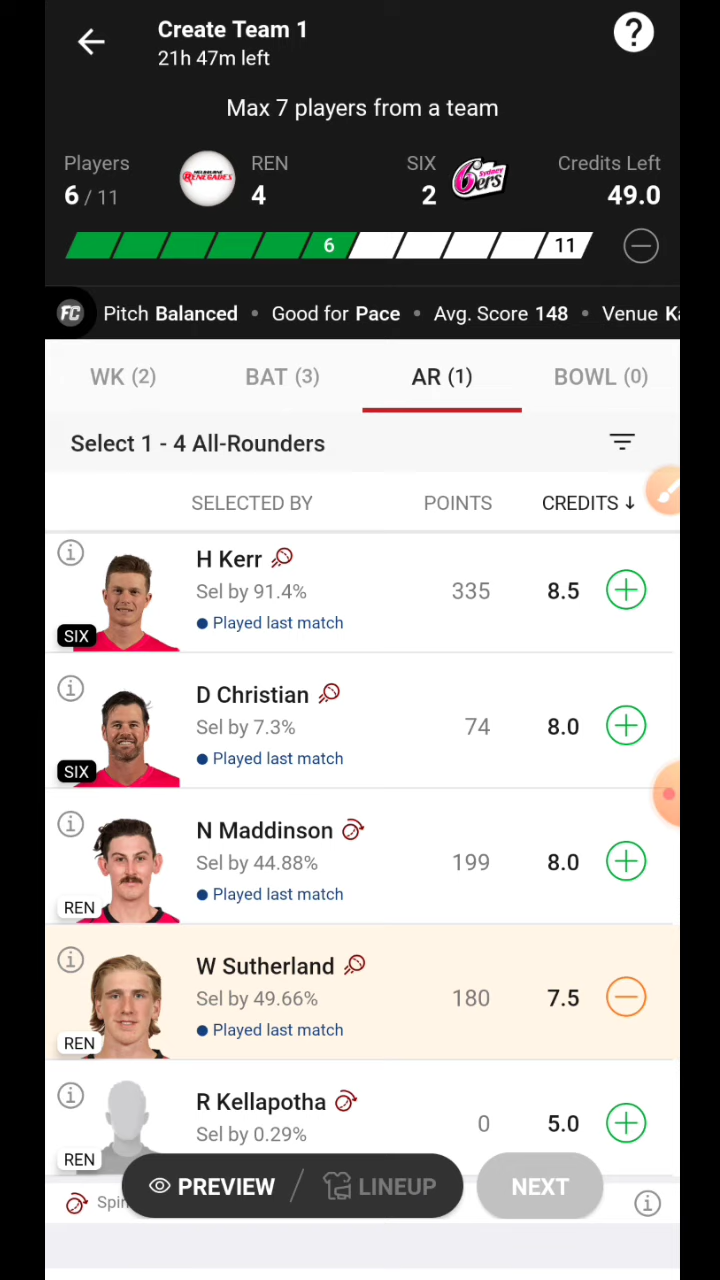 Create Team 1
21h 47m left
?
Max 7 players from a team
Players
6 / 11
MELBOURNE
RENEGADES
REN
4
SIX
2
Sydney
6ers
Credits Left
49.0
6
11
FC Pitch Balanced • Good for Pace • Avg. Score 148 • Venue
WK (2)
BAT (3)
AR (1)
BOWL (0)
Select 1 - 4 All-Rounders
SELECTED BY
POINTS
CREDITS ↓
H Kerr
Sel by 91.4%
Played last match
SIX
335
8.5
D Christian
Sel by 7.3%
Played last match
SIX
74
8.0
N Maddinson
Sel by 44.88%
Played last match
REN
199
8.0
W Sutherland
Sel by 49.66%
Played last match
REN
180
7.5
R Kellapotha
Sel by 0.29%
REN
0
5.0
PREVIEW / LINEUP
NEXT